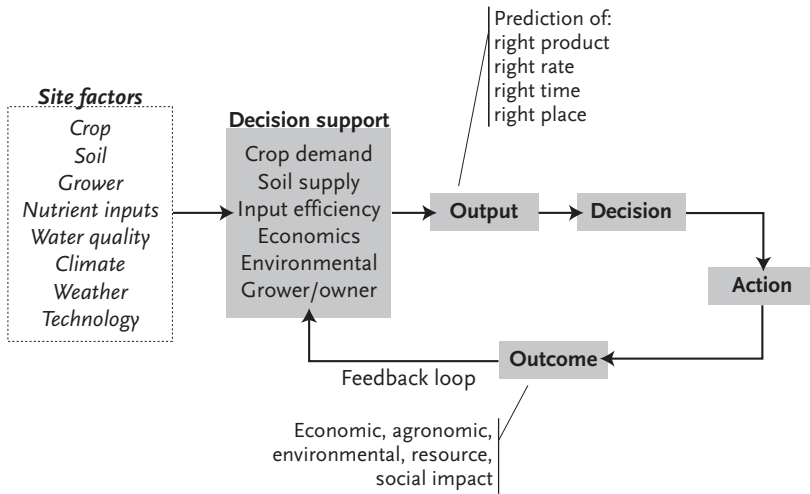 Prediction of:
right product
right rate
right time
right place
Site factors
Crop
Soil
Grower
Nutrient inputs
Water quality
Climate
Weather
Technology
Decision support
Crop demand
Soil supply
Input efficiency
Economics
Environmental
Grower/owner
Output
Decision
Action
Outcome
Feedback loop
Economic, agronomic,
environmental, resource,
social impact